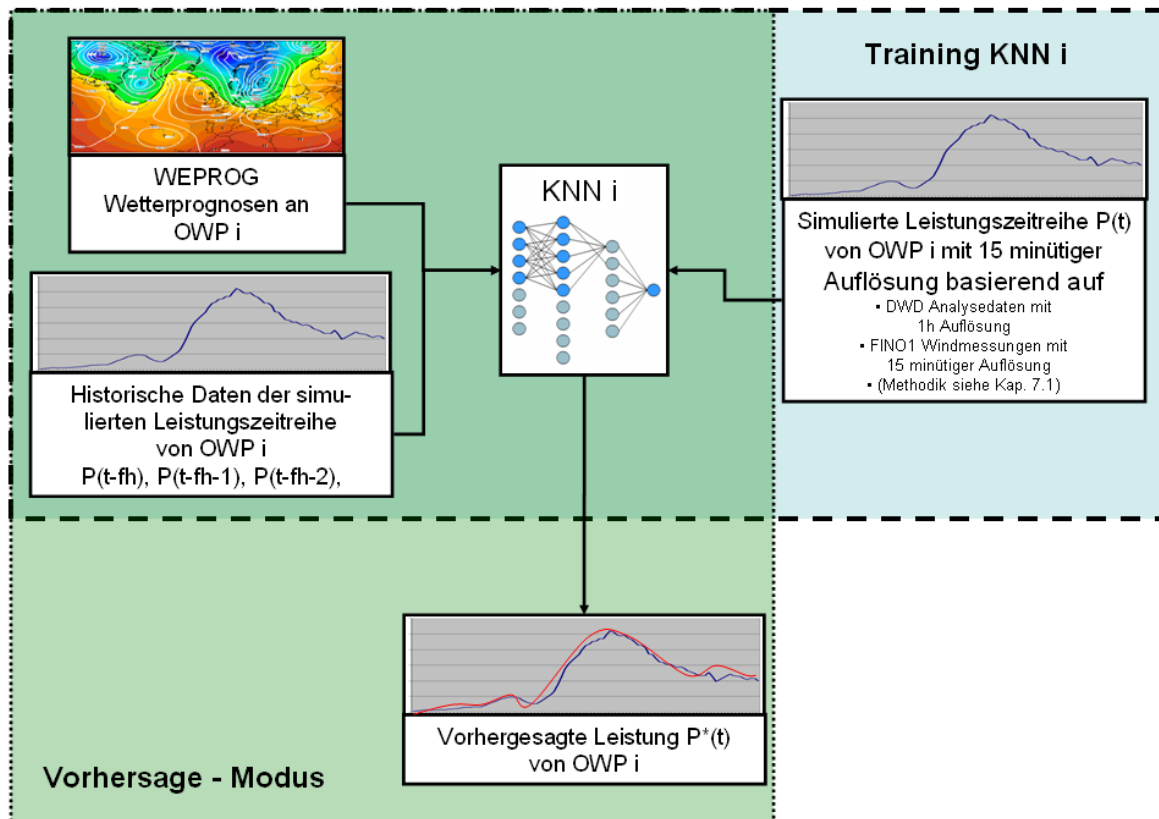 Training KNN i
WEPROG
Wetterprognosen an
OWP i
KNN i
Simulierte Leistungszeitreihe P(t)
von OWP i mit 15 minütiger
Auflösung basierend auf
▪ DWD Analysedaten mit
1h Auflösung
▪ FINO1 Windmessungen mit
15 minütiger Auflösung
▪ (Methodik siehe Kap. 7.1)
Historische Daten der simu-
lierten Leistungszeitreihe
von OWP i
P(t-fh), P(t-fh-1), P(t-fh-2),
Vorhergesagte Leistung P*(t)
von OWP i
Vorhersage - Modus